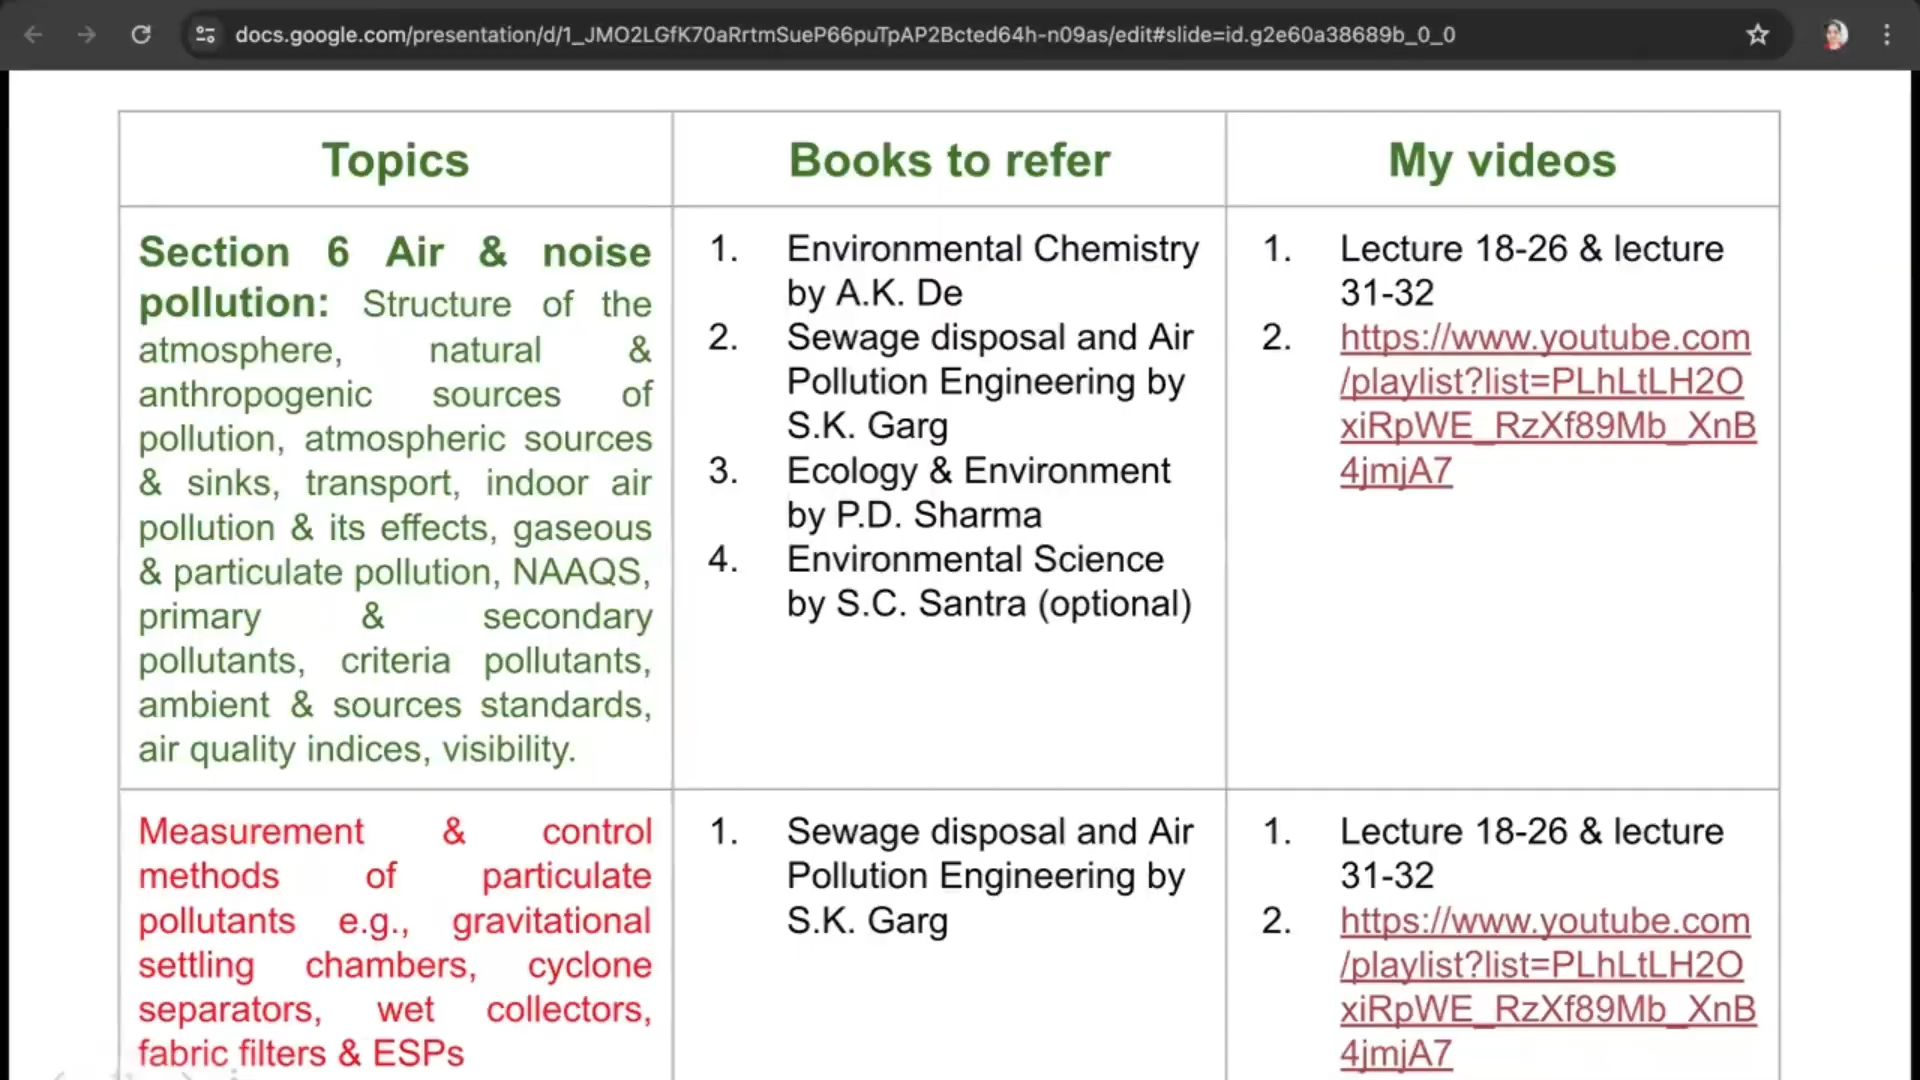 docs.google.com/presentation/d/1_JMO2LGfK70aRrtmSueP66puTpAP2Bcted64h-n09as/edit#slide=id.g2e60a38689b_0_0
Topics
Books to refer
My videos
Section 6 Air & noise
pollution: Structure of the
atmosphere, natural &
anthropogenic sources of
pollution, atmospheric sources
& sinks, transport, indoor air
pollution & its effects, gaseous
& particulate pollution, NAAQS,
primary & secondary
pollutants, criteria pollutants,
ambient & sources standards,
air quality indices, visibility.
1. Environmental Chemistry
by A.K. De
2. Sewage disposal and Air
Pollution Engineering by
S.K. Garg
3. Ecology & Environment
by P.D. Sharma
4. Environmental Science
by S.C. Santra (optional)
1. Lecture 18-26 & lecture
31-32
2. https://www.youtube.com
/playlist?list=PLhLtLH2O
xiRpWE_RzXf89Mb_XnB
4jmjA7
Measurement & control
methods of particulate
pollutants e.g., gravitational
settling chambers, cyclone
separators, wet collectors,
fabric filters & ESPs
1. Sewage disposal and Air
Pollution Engineering by
S.K. Garg
1. Lecture 18-26 & lecture
31-32
2. https://www.youtube.com
/playlist?list=PLhLtLH2O
xiRpWE_RzXf89Mb_XnB
4jmjA7